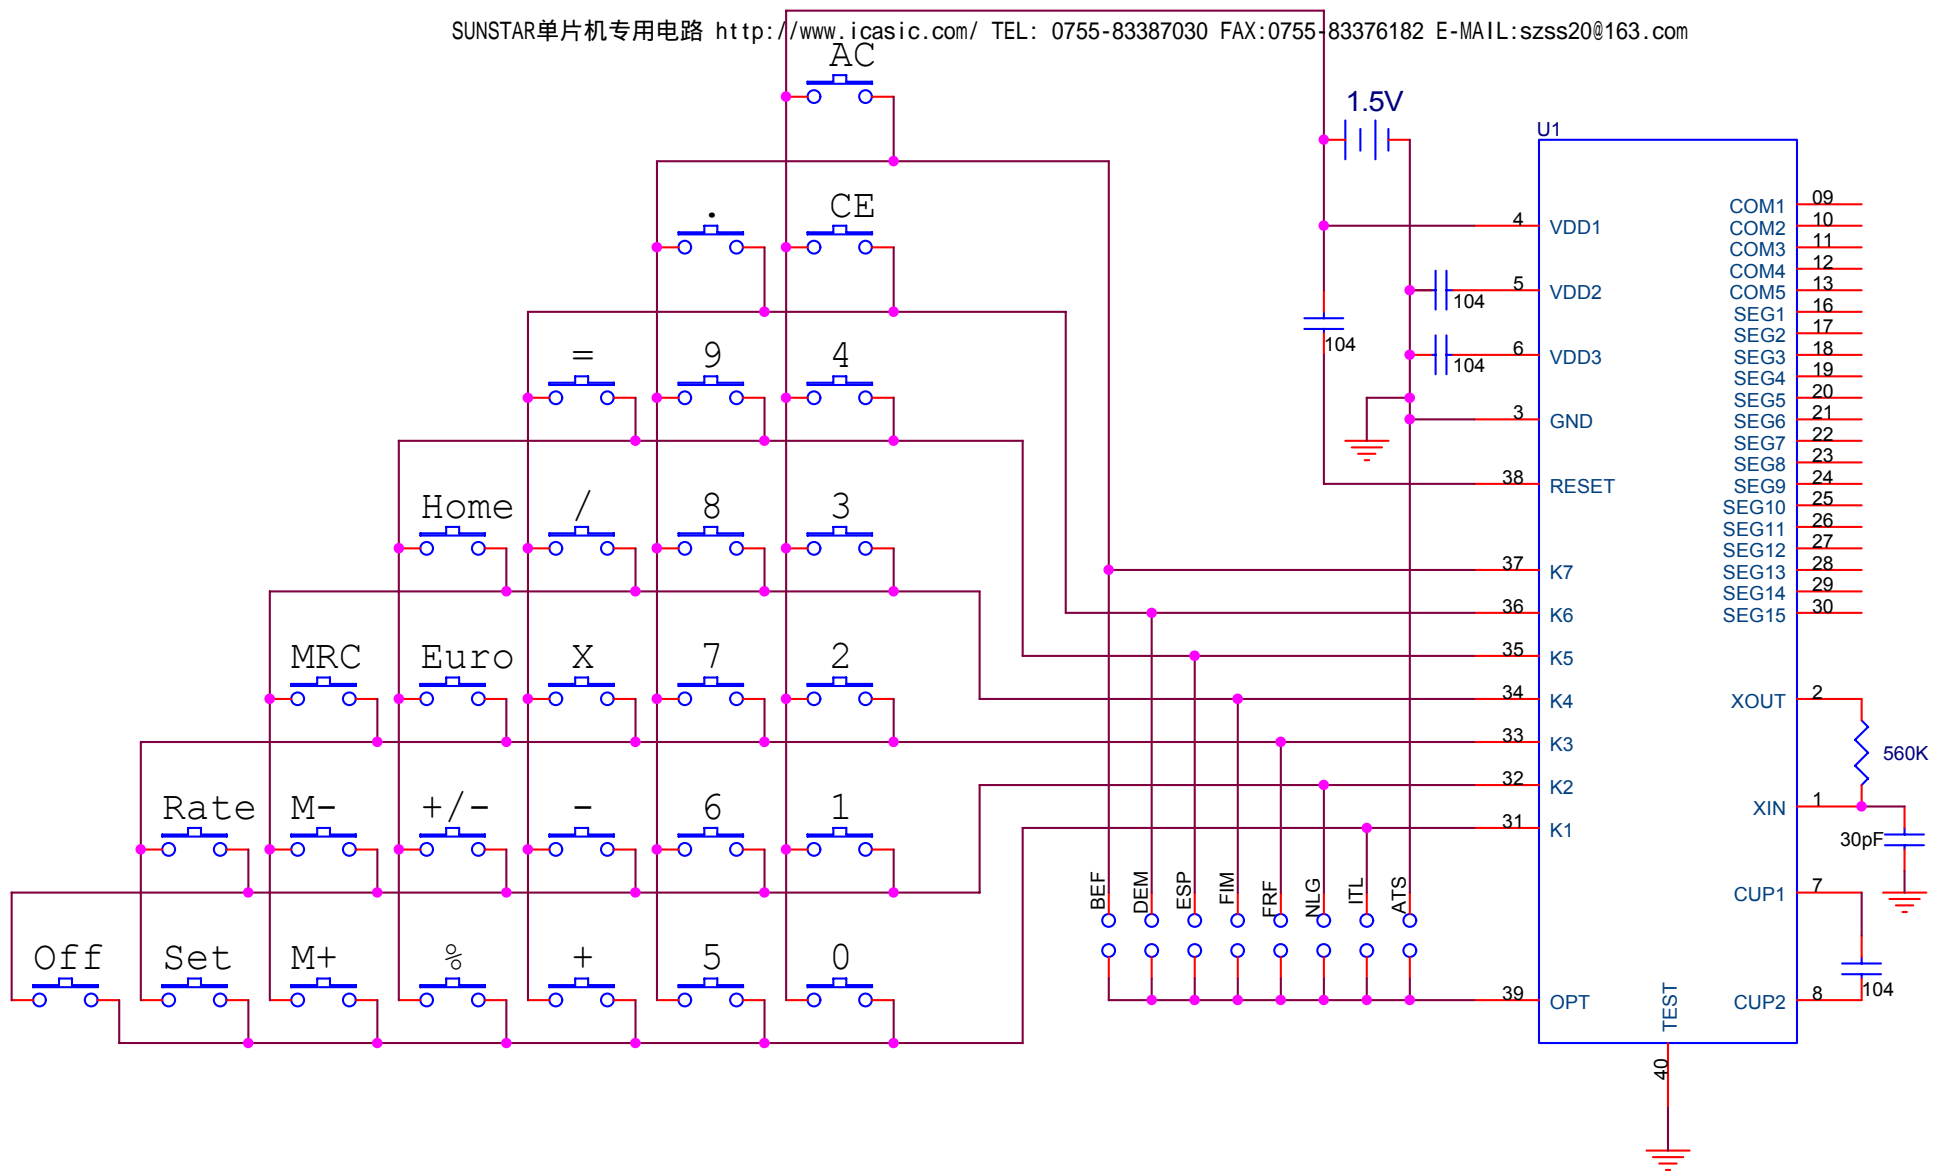 SUNSTAR单片机专用电路 http://www.icasic.com/ TEL: 0755-83387030 FAX:0755-83376182 E-MAIL:szss20@163.com
AC
1.5V
U1
. CE
= 9 4
Home / 8 3
MRC Euro X 7 2
Rate M- +/- - 6 1
Off Set M+ % + 5 0
104
104
104
4 VDD1
5 VDD2
6 VDD3
3 GND
38 RESET
37 K7
36 K6
35 K5
34 K4
33 K3
32 K2
31 K1
39 OPT
BEF DEM ESP FIM FRF NLG ITL ATS
COM1 09
COM2 10
COM3 11
COM4 12
COM5 13
SEG1 16
SEG2 17
SEG3 18
SEG4 19
SEG5 20
SEG6 21
SEG7 22
SEG8 23
SEG9 24
SEG10 25
SEG11 26
SEG12 27
SEG13 28
SEG14 29
SEG15 30
XOUT 2
560K
XIN 1
30pF
CUP1 7
104
CUP2 8
TEST
40